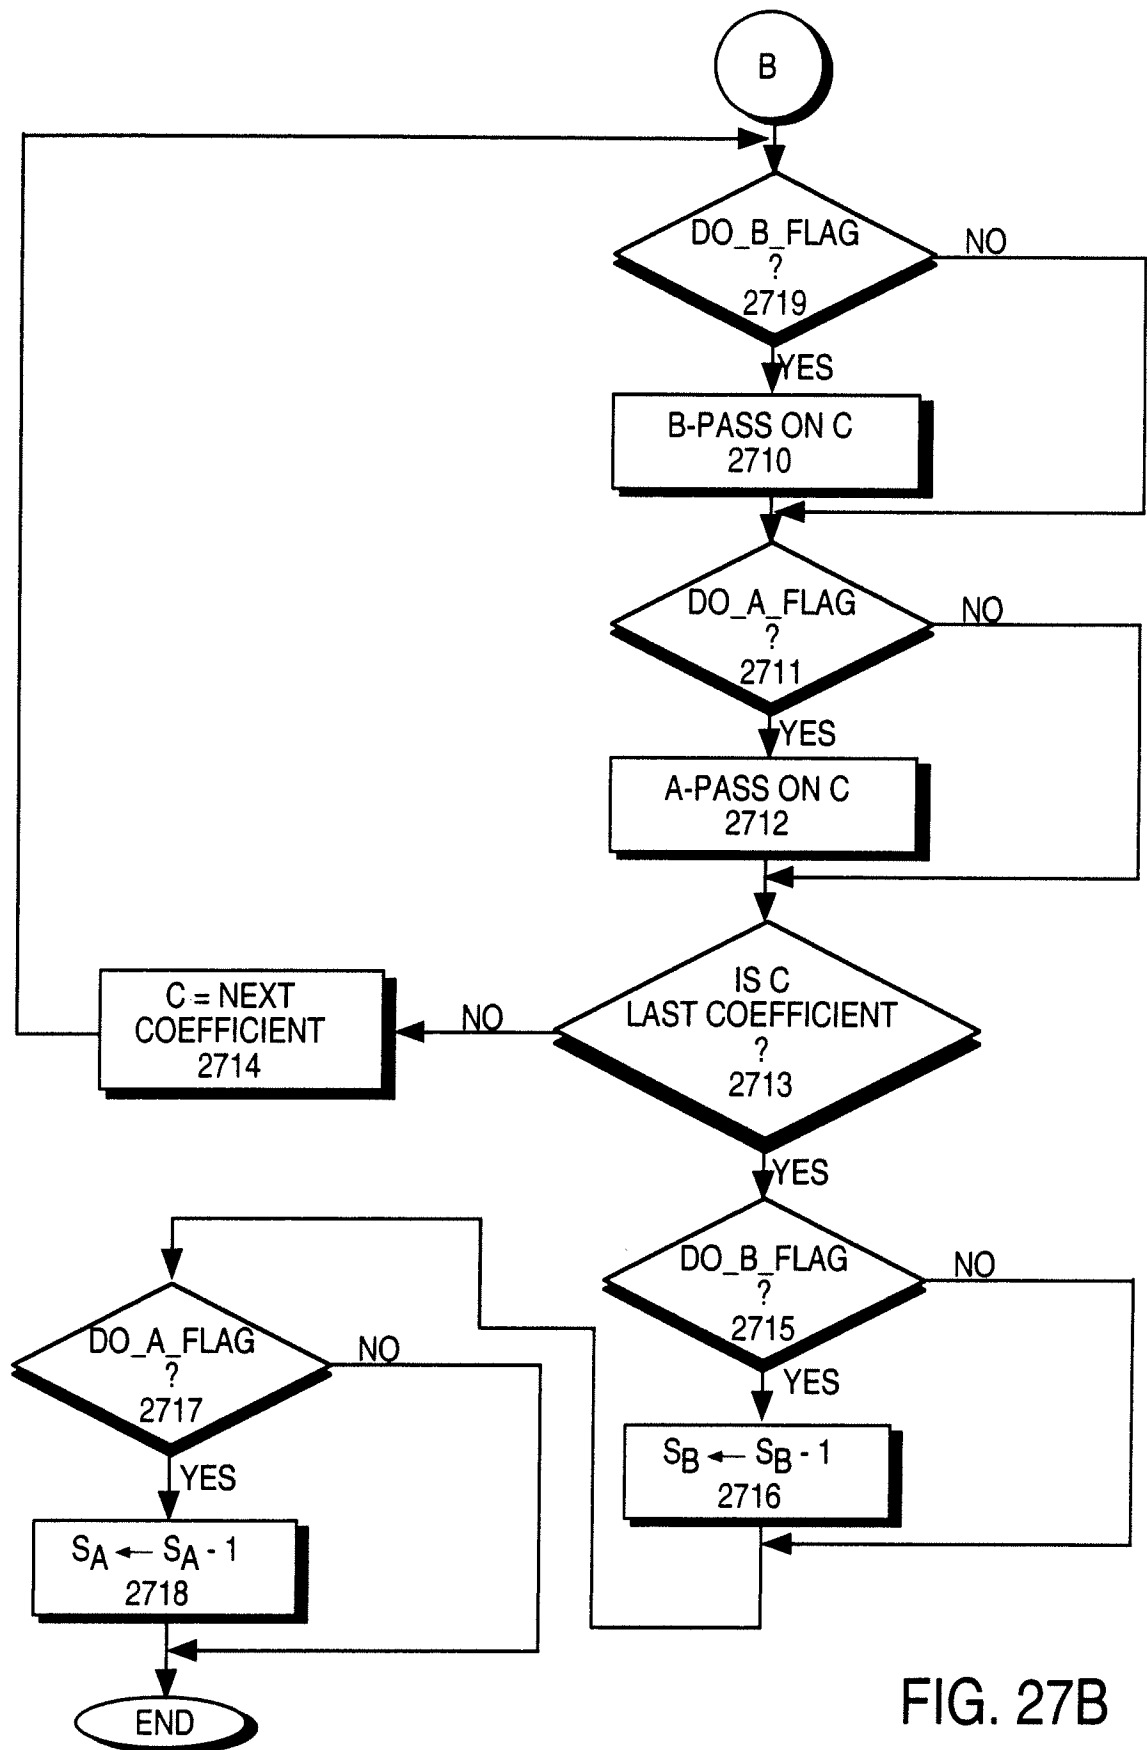 B
DO_B_FLAG
?
2719
NO
YES
B-PASS ON C
2710
DO_A_FLAG
?
2711
NO
YES
A-PASS ON C
2712
IS C
LAST COEFFICIENT
?
2713
NO
C = NEXT
COEFFICIENT
2714
YES
DO_B_FLAG
?
2715
NO
YES
SB ← SB - 1
2716
DO_A_FLAG
?
2717
NO
YES
SA ← SA - 1
2718
END
FIG. 27B